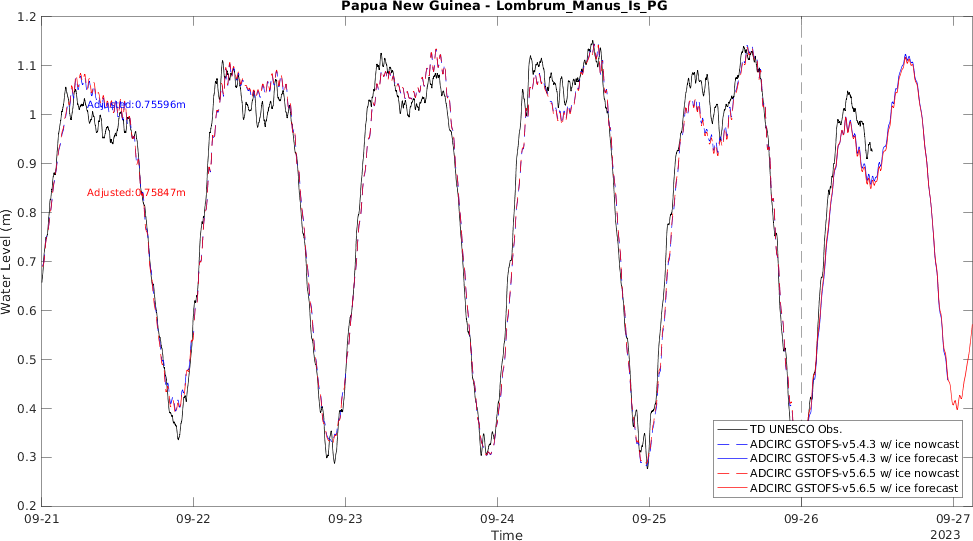 Papua New Guinea - Lombrum_Manus_Is_PG
1.2
1.1
1
0.9
0.8
0.7
0.6
0.5
0.4
0.3
0.2
Water Level (m)
Adjusted:0.75596m
Adjusted:0.75847m
TD UNESCO Obs.
ADCIRC GSTOFS-v5.4.3 w/ ice nowcast
ADCIRC GSTOFS-v5.4.3 w/ ice forecast
ADCIRC GSTOFS-v5.6.5 w/ ice nowcast
ADCIRC GSTOFS-v5.6.5 w/ ice forecast
09-21 09-22 09-23 09-24 09-25 09-26 09-27
Time
2023